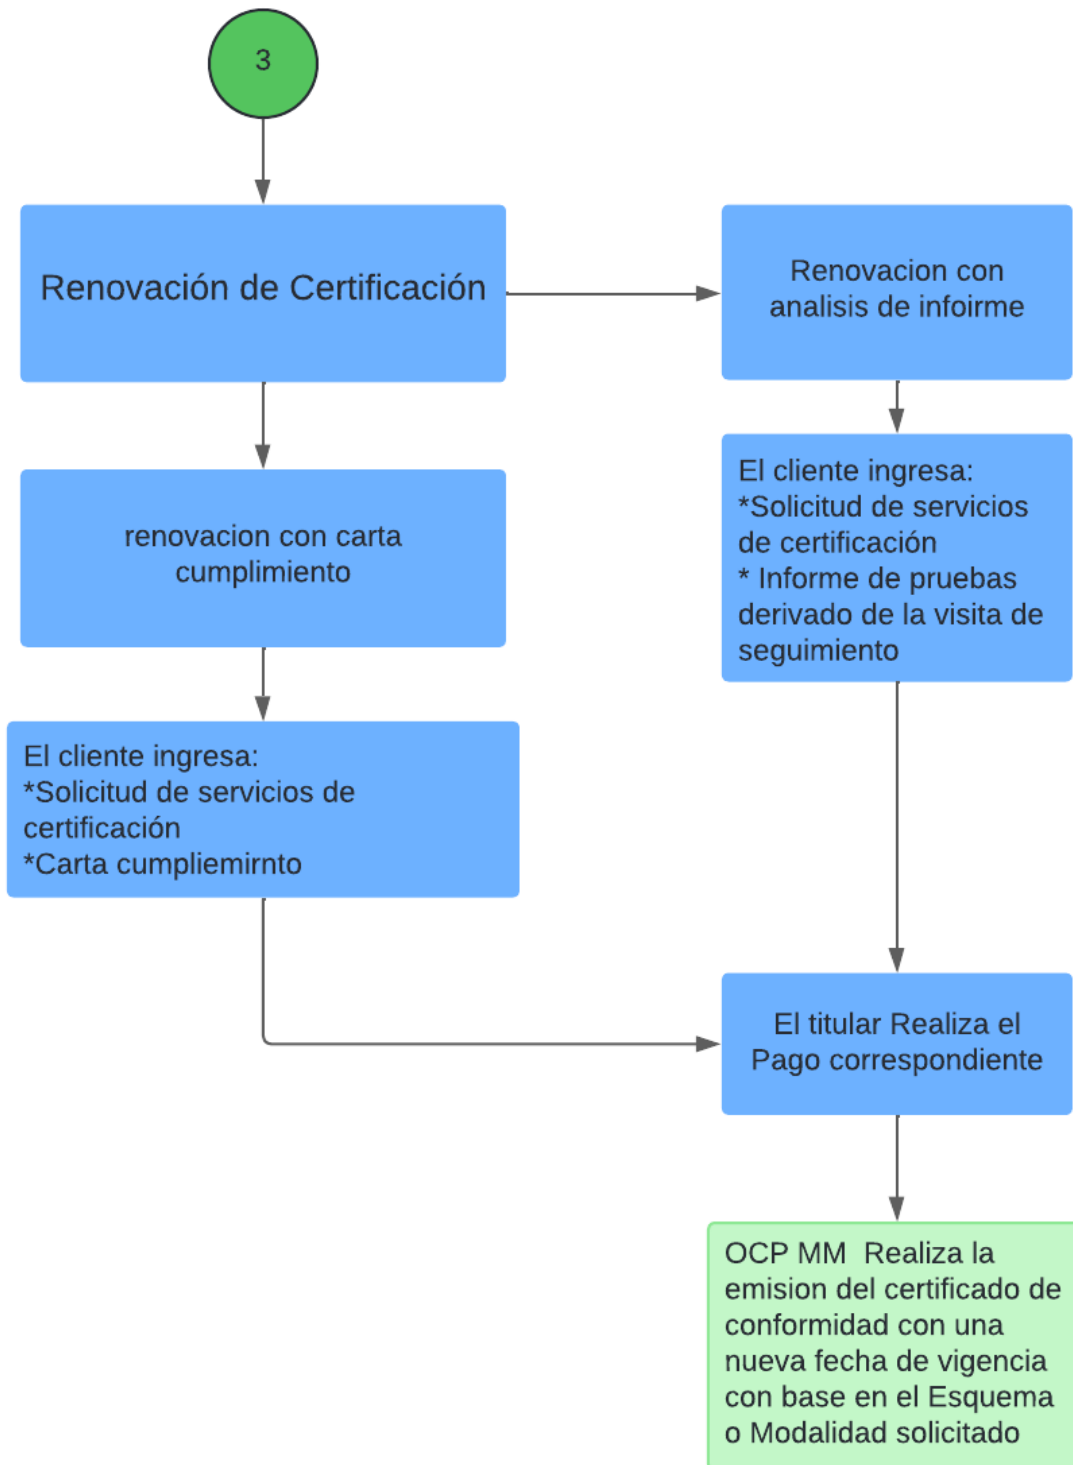 3
Renovación de Certificación
Renovacion con
analisis de infoirme
renovacion con carta
cumplimiento
El cliente ingresa:
*Solicitud de servicios
de certificación
* Informe de pruebas
derivado de la visita de
seguimiento
El cliente ingresa:
*Solicitud de servicios de
certificación
*Carta cumpliemirnto
El titular Realiza el
Pago correspondiente
OCP MM  Realiza la
emision del certificado de
conformidad con una
nueva fecha de vigencia
con base en el Esquema
o Modalidad solicitado